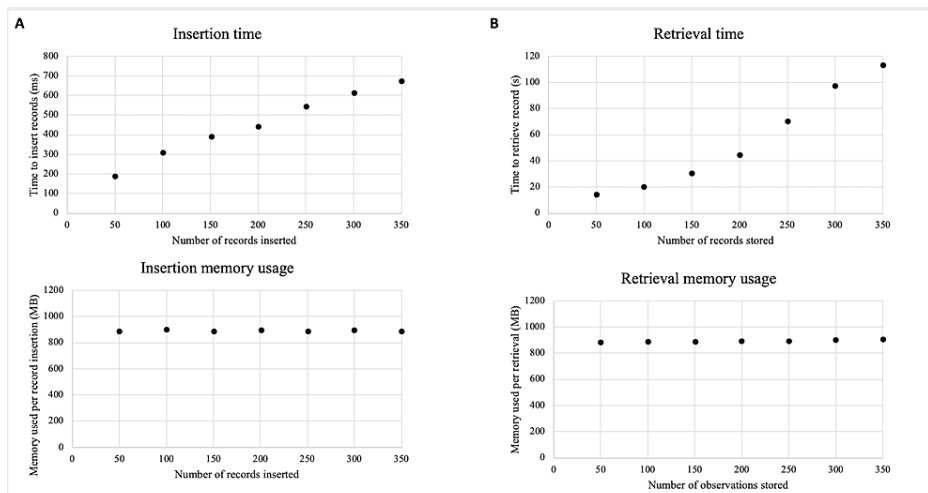 A
Insertion time
Time to insert records (ms)
800
700
600
500
400
300
200
100
0
0 50 100 150 200 250 300 350
Number of records inserted
Insertion memory usage
Memory used per record insertion (MB)
1200
1000
800
600
400
200
0
0 50 100 150 200 250 300 350
Number of records inserted
B
Retrieval time
Time to retrieve record (s)
120
100
80
60
40
20
0
0 50 100 150 200 250 300 350
Number of records stored
Retrieval memory usage
Memory used per retrieval (MB)
1200
1000
800
600
400
200
0
0 50 100 150 200 250 300 350
Number of observations stored